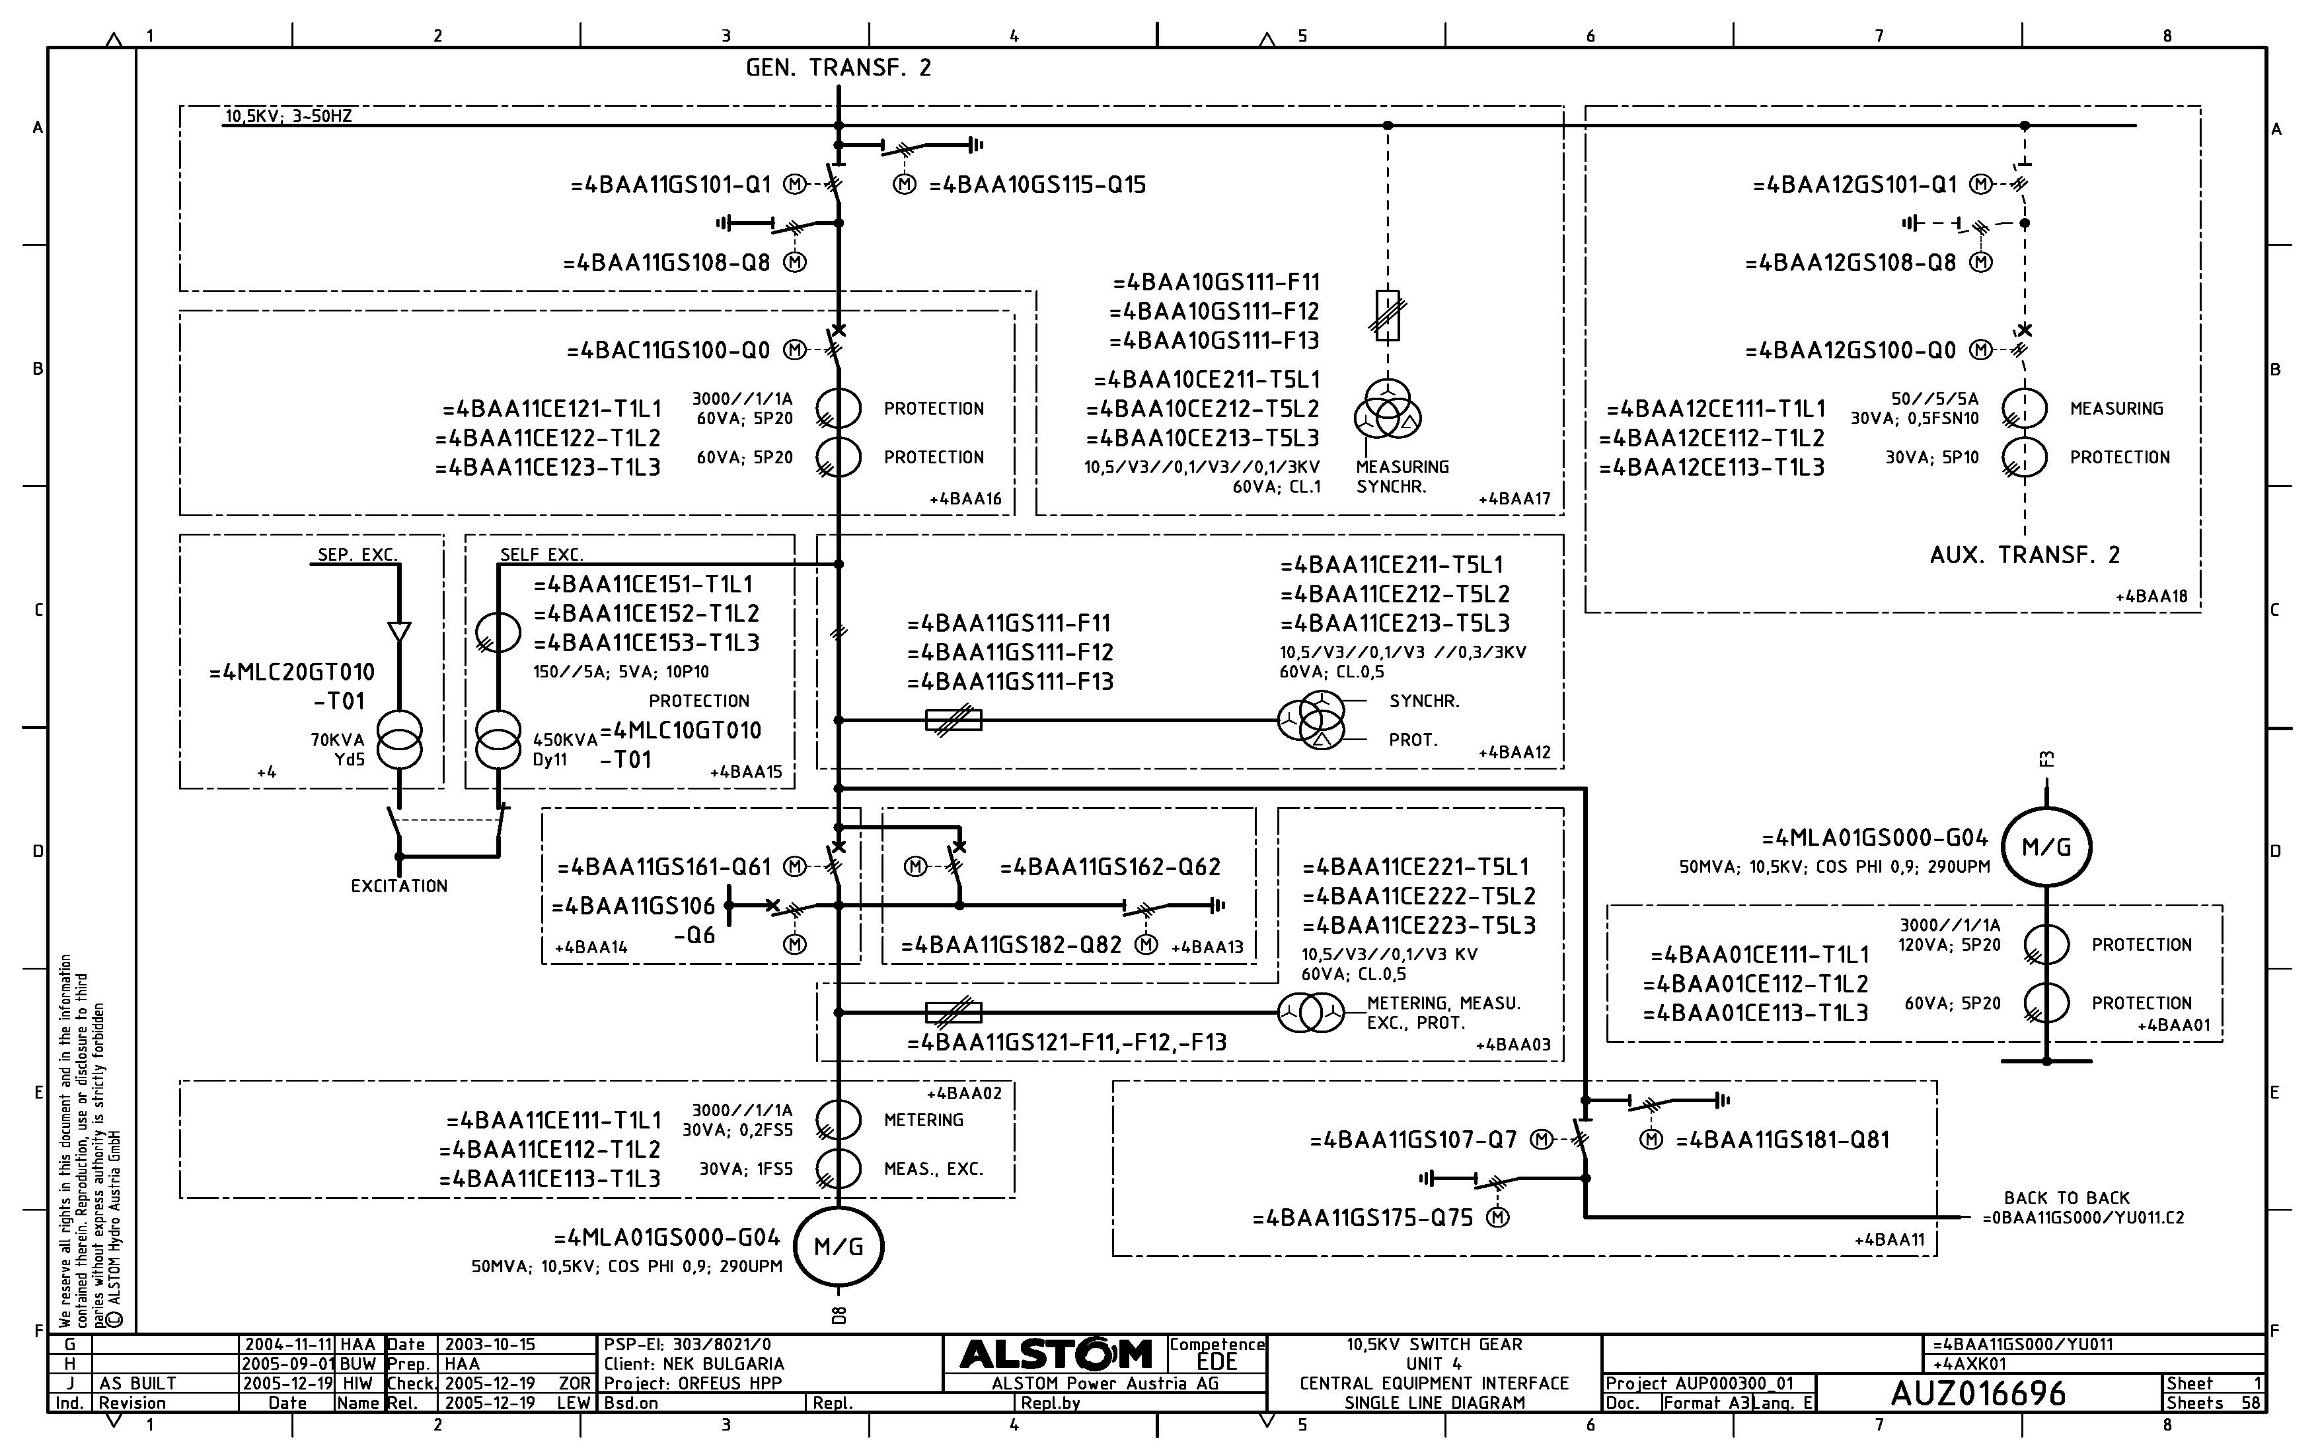 1 2 3 4 5 6 7 8
GEN. TRANSF. 2
A
A
10,5KV; 3~50HZ
=4BAA11GS101-Q1 M
M =4BAA10GS115-Q15
=4BAA11GS108-Q8 M
=4BAA12GS101-Q1 M
=4BAA12GS108-Q8 M
=4BAA10GS111-F11
=4BAA10GS111-F12
=4BAA10GS111-F13
=4BAA10CE211-T5L1
=4BAA10CE212-T5L2
=4BAA10CE213-T5L3
10,5/V3//0,1/V3//0,1/3KV
60VA; CL.1
MEASURING
SYNCHR.
+4BAA17
B
B
=4BAC11GS100-Q0 M
=4BAA11CE121-T1L1
=4BAA11CE122-T1L2
=4BAA11CE123-T1L3
3000//1/1A
60VA; 5P20
PROTECTION
60VA; 5P20
PROTECTION
+4BAA16
=4BAA12GS100-Q0 M
=4BAA12CE111-T1L1
=4BAA12CE112-T1L2
=4BAA12CE113-T1L3
50//5/5A
30VA; 0,5FSN10
MEASURING
30VA; 5P10
PROTECTION
AUX. TRANSF. 2
+4BAA18
C
C
SEP. EXC.
=4MLC20GT010
-T01
70KVA
Yd5
+4
SELF EXC.
=4BAA11CE151-T1L1
=4BAA11CE152-T1L2
=4BAA11CE153-T1L3
150//5A; 5VA; 10P10
PROTECTION
450KVA
Dy11
=4MLC10GT010
-T01
+4BAA15
=4BAA11GS111-F11
=4BAA11GS111-F12
=4BAA11GS111-F13
=4BAA11CE211-T5L1
=4BAA11CE212-T5L2
=4BAA11CE213-T5L3
10,5/V3//0,1/V3 //0,3/3KV
60VA; CL.0,5
SYNCHR.
PROT.
+4BAA12
D
D
EXCITATION
=4BAA11GS161-Q61 M
=4BAA11GS106
-Q6
M
+4BAA14
M =4BAA11GS162-Q62
=4BAA11GS182-Q82 M
+4BAA13
=4BAA11CE221-T5L1
=4BAA11CE222-T5L2
=4BAA11CE223-T5L3
10,5/V3//0,1/V3 KV
60VA; CL.0,5
METERING, MEASU.
EXC., PROT.
=4BAA11GS121-F11,-F12,-F13
+4BAA03
F3
=4MLA01GS000-G04
50MVA; 10,5KV; COS PHI 0,9; 290UPM
M/G
=4BAA01CE111-T1L1
=4BAA01CE112-T1L2
=4BAA01CE113-T1L3
3000//1/1A
120VA; 5P20
PROTECTION
60VA; 5P20
PROTECTION
+4BAA01
E
E
+4BAA02
=4BAA11CE111-T1L1
=4BAA11CE112-T1L2
=4BAA11CE113-T1L3
3000//1/1A
30VA; 0,2FS5
METERING
30VA; 1FS5
MEAS., EXC.
=4MLA01GS000-G04
50MVA; 10,5KV; COS PHI 0,9; 290UPM
M/G
D8
=4BAA11GS107-Q7 M
M =4BAA11GS181-Q81
=4BAA11GS175-Q75 M
BACK TO BACK
=0BAA11GS000/YU011.C2
+4BAA11
F
F
We reserve all rights in this document and in the information
contained therein. Reproduction, use or disclosure to third
paries without express authority is strictly forbidden
© ALSTOM Hydro Austria GmbH
G 2004-11-11 HAA Date 2003-10-15
H 2005-09-01 BUW Prep. HAA
J AS BUILT 2005-12-19 HIW Check. 2005-12-19 ZOR
Ind. Revision Date Name Rel. 2005-12-19 LEW
PSP-El: 303/8021/0
Client: NEK BULGARIA
Project: ORFEUS HPP
Bsd.on Repl. Repl.by
ALSTOM
Competence
EDE
ALSTOM Power Austria AG
10,5KV SWITCH GEAR
UNIT 4
CENTRAL EQUIPMENT INTERFACE
SINGLE LINE DIAGRAM
Project AUP000300_01
Doc. Format A3 Lang. E
=4BAA11GS000/YU011
+4AXK01
AUZ016696
Sheet 1
Sheets 58
1 2 3 4 5 6 7 8